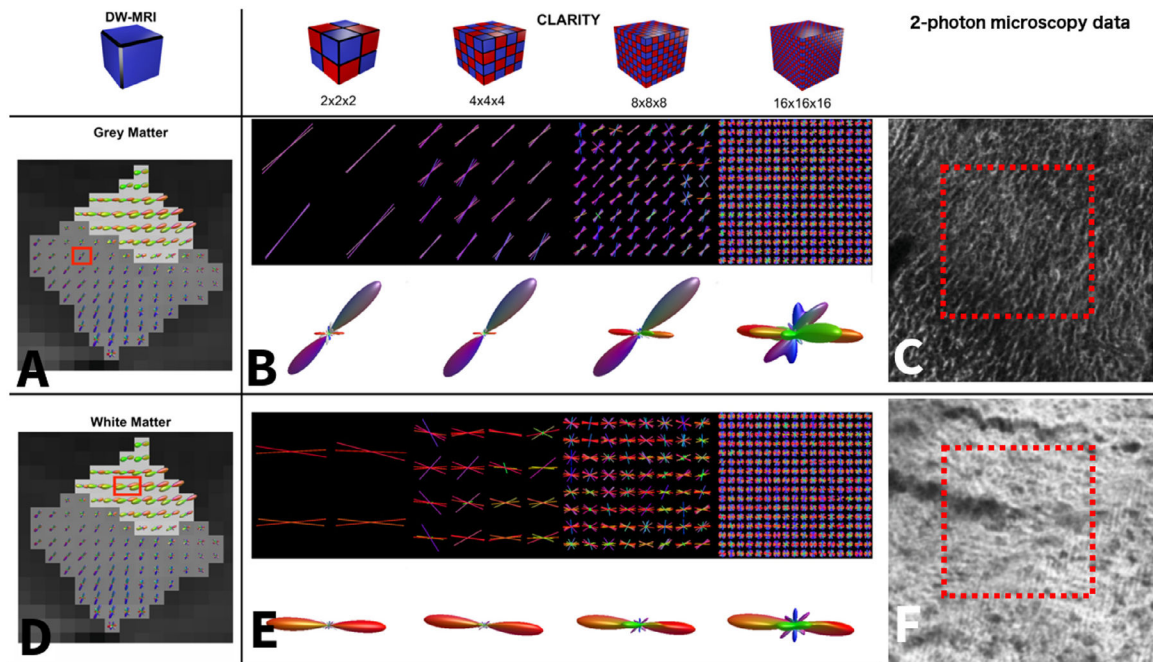 DW-MRI
CLARITY
2-photon microscopy data
2x2x2
4x4x4
8x8x8
16x16x16
Grey Matter
A
B
C
White Matter
D
E
F